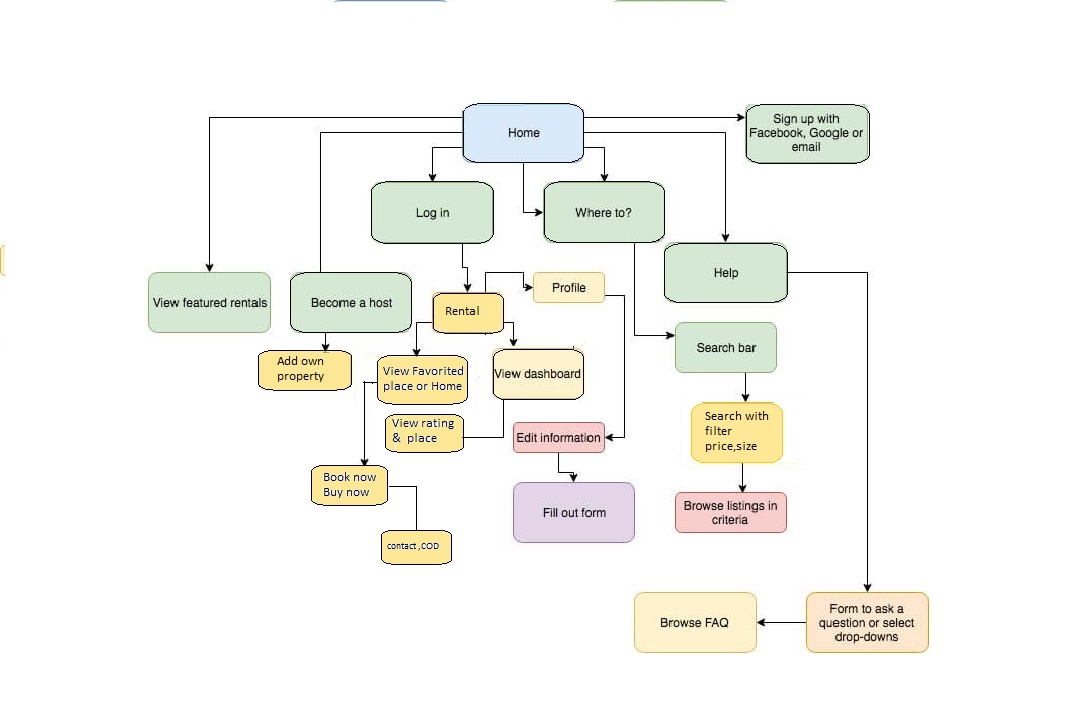 Home
Sign up with
Facebook, Google or
email
Log in
Where to?
Help
View featured rentals
Become a host
Rental
Profile
Search bar
Add own
property
View Favorited
place or Home
View dashboard
View rating
& place
Edit information
Search with
filter
price,size
Book now
Buy now
Fill out form
Browse listings in
criteria
contact ,COD
Browse FAQ
Form to ask a
question or select
drop-downs